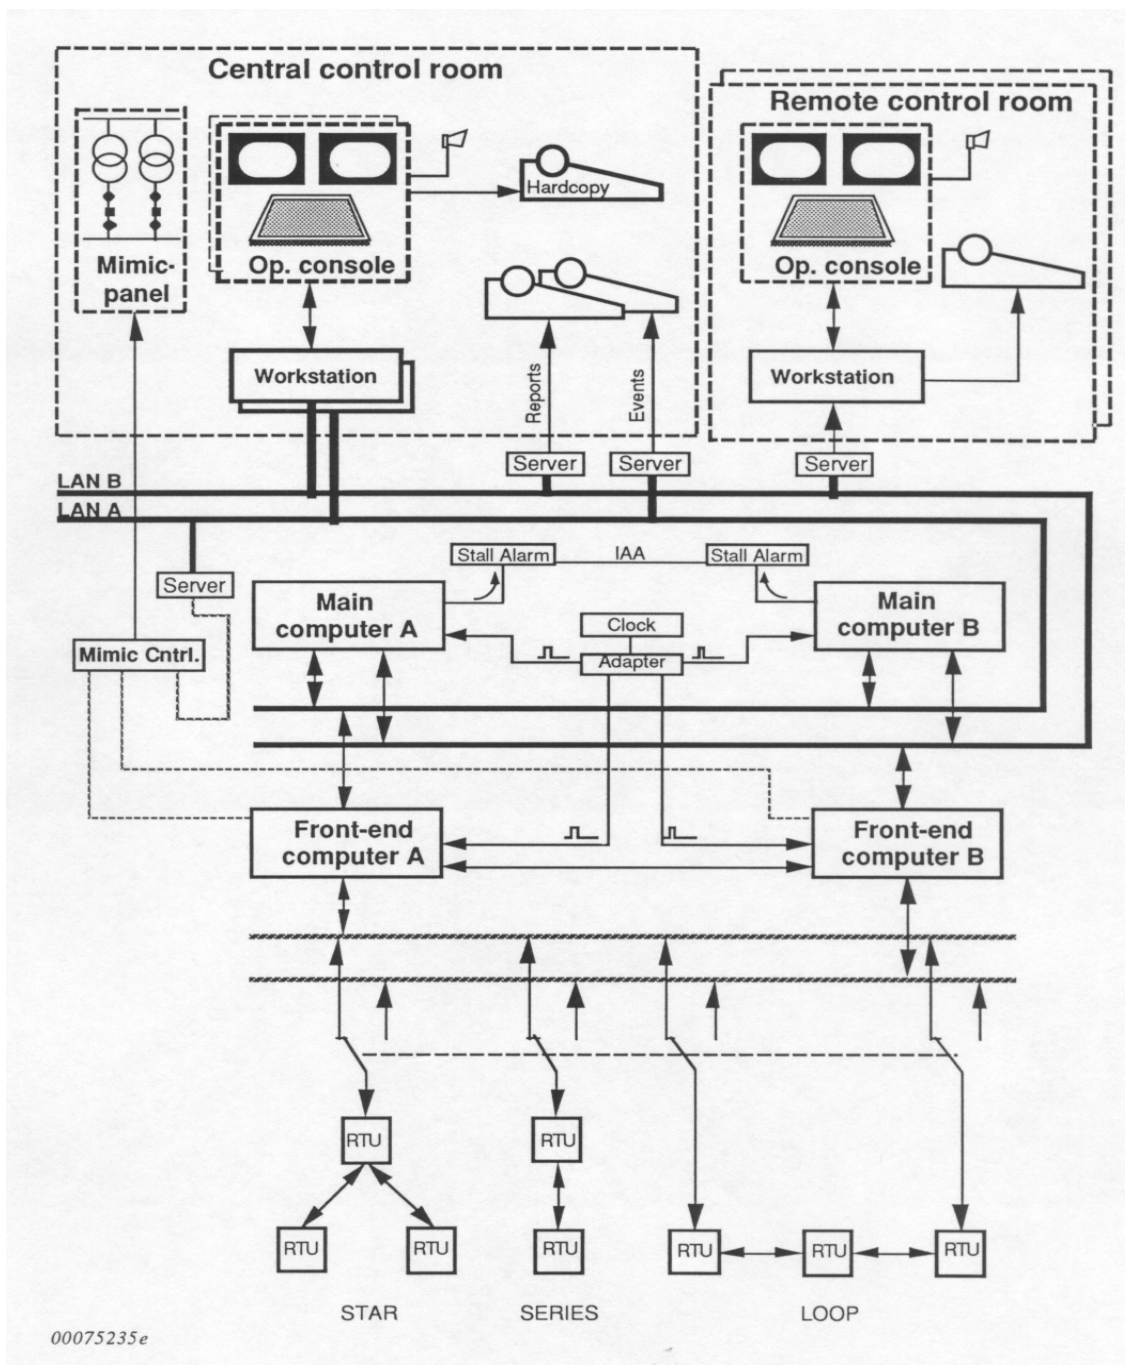 Central control room
Remote control room
Hardcopy
Mimic-
panel
Op. console
Op. console
Workstation
Reports
Events
Workstation
Server
Server
Server
LAN B
LAN A
Stall Alarm
IAA
Stall Alarm
Server
Main
computer A
Clock
Main
computer B
Mimic Cntrl.
Adapter
Front-end
computer A
Front-end
computer B
RTU
RTU
RTU
RTU
RTU
RTU
RTU
RTU
STAR
SERIES
LOOP
00075235e